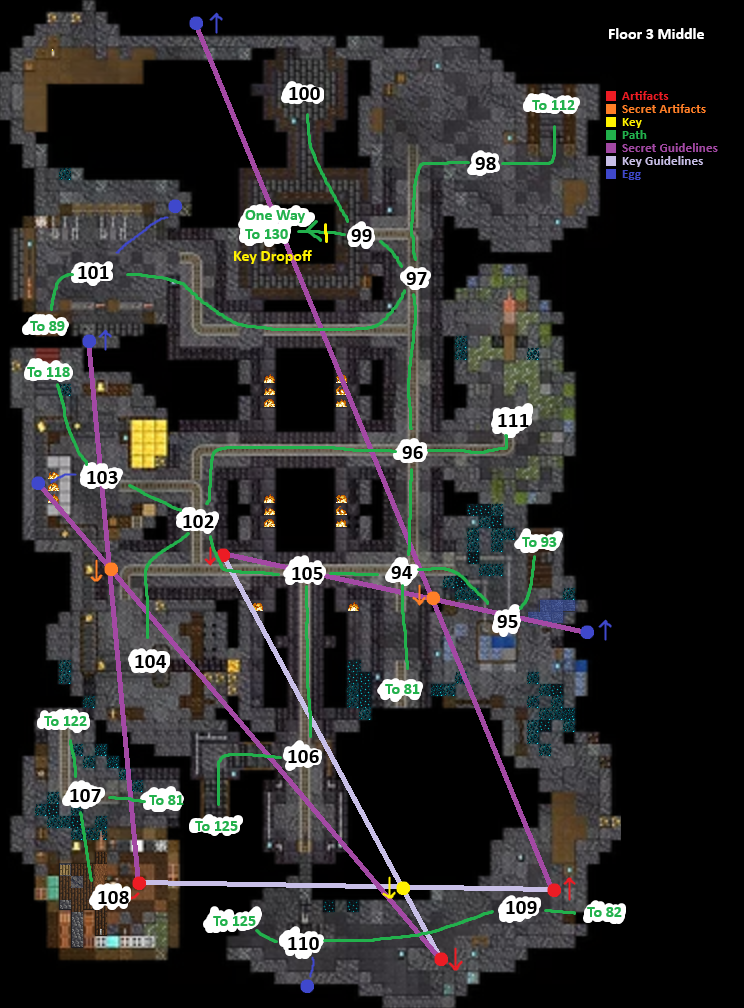 Floor 3 Middle
Artifacts
Secret Artifacts
Key
Path
Secret Guidelines
Key Guidelines
Egg
100
To 112
98
One Way
To 130
99
Key Dropoff
101
97
To 89
To 118
111
96
103
102
To 93
105
94
95
104
To 81
To 122
106
107
To 81
To 125
108
109
To 82
To 125
110